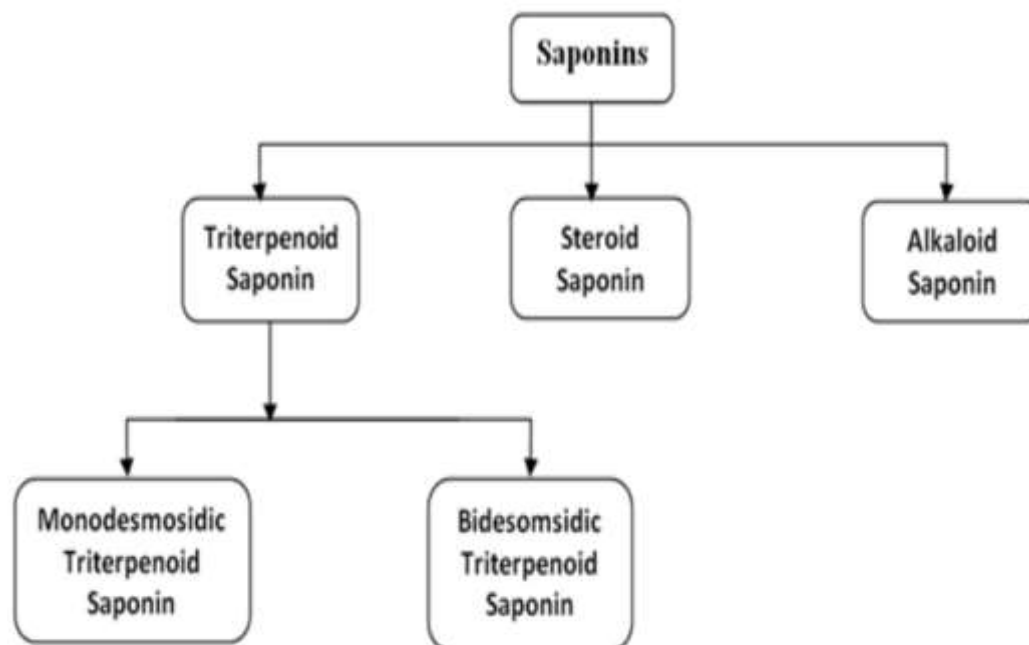 Saponins
Triterpenoid
Saponin
Steroid
Saponin
Alkaloid
Saponin
Monodesmosidic
Triterpenoid
Saponin
Bidesomsidic
Triterpenoid
Saponin